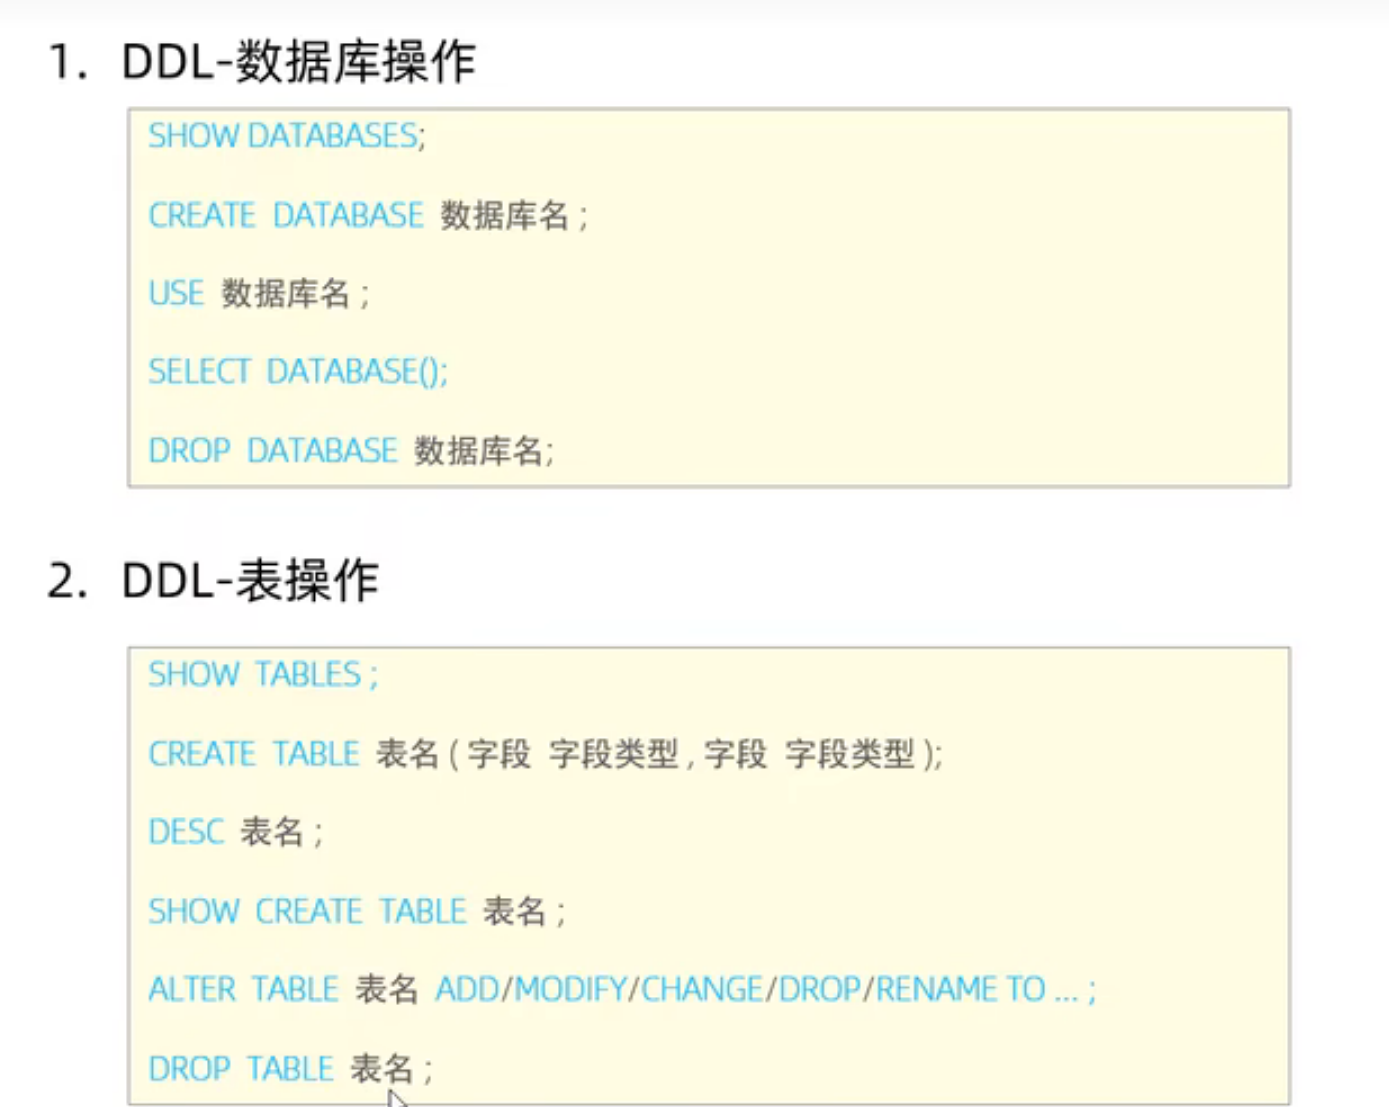 1. DDL-数据库操作
SHOW DATABASES;
CREATE DATABASE 数据库名 ;
USE 数据库名 ;
SELECT DATABASE();
DROP DATABASE 数据库名;
2. DDL-表操作
SHOW TABLES ;
CREATE TABLE 表名 ( 字段 字段类型 , 字段 字段类型 );
DESC 表名 ;
SHOW CREATE TABLE 表名 ;
ALTER TABLE 表名 ADD/MODIFY/CHANGE/DROP/RENAME TO ... ;
DROP TABLE 表名 ;